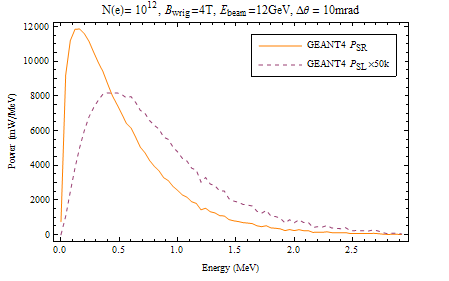 N(e)= 10¹², B_wrig=4T, E_beam=12GeV, Δθ = 10mrad
GEANT4 P_SR
GEANT4 P_SL ×50k
Power (mW/MeV)
12000
10000
8000
6000
4000
2000
0
0.0 0.5 1.0 1.5 2.0 2.5
Energy (MeV)